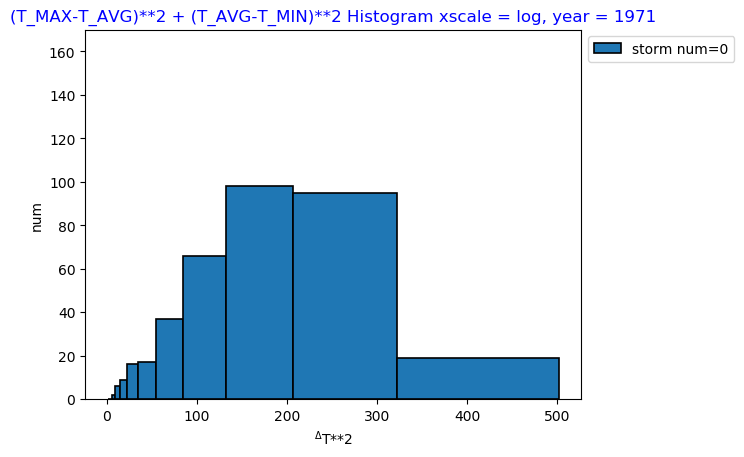 (T_MAX-T_AVG)**2 + (T_AVG-T_MIN)**2 Histogram xscale = log, year = 1971
storm num=0
160
140
120
100
80
60
40
20
0
num
0 100 200 300 400 500
ΔT**2